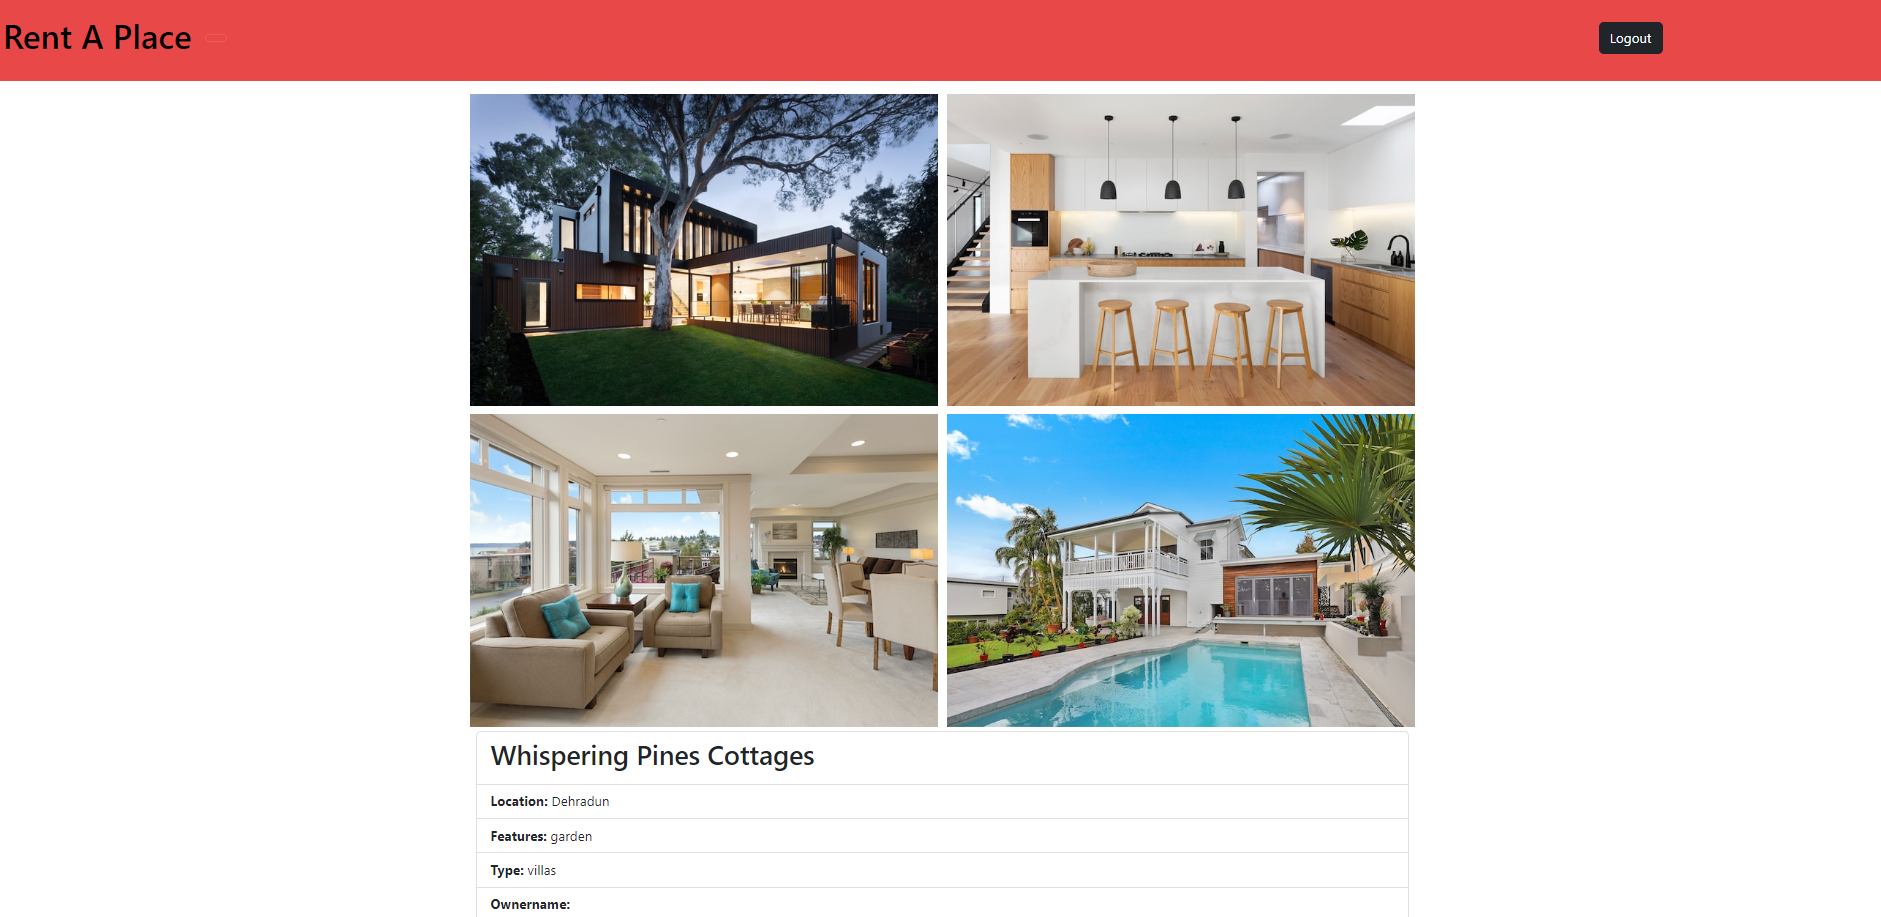 Rent A Place
Logout
Whispering Pines Cottages
Location: Dehradun
Features: garden
Type: villas
Ownername: